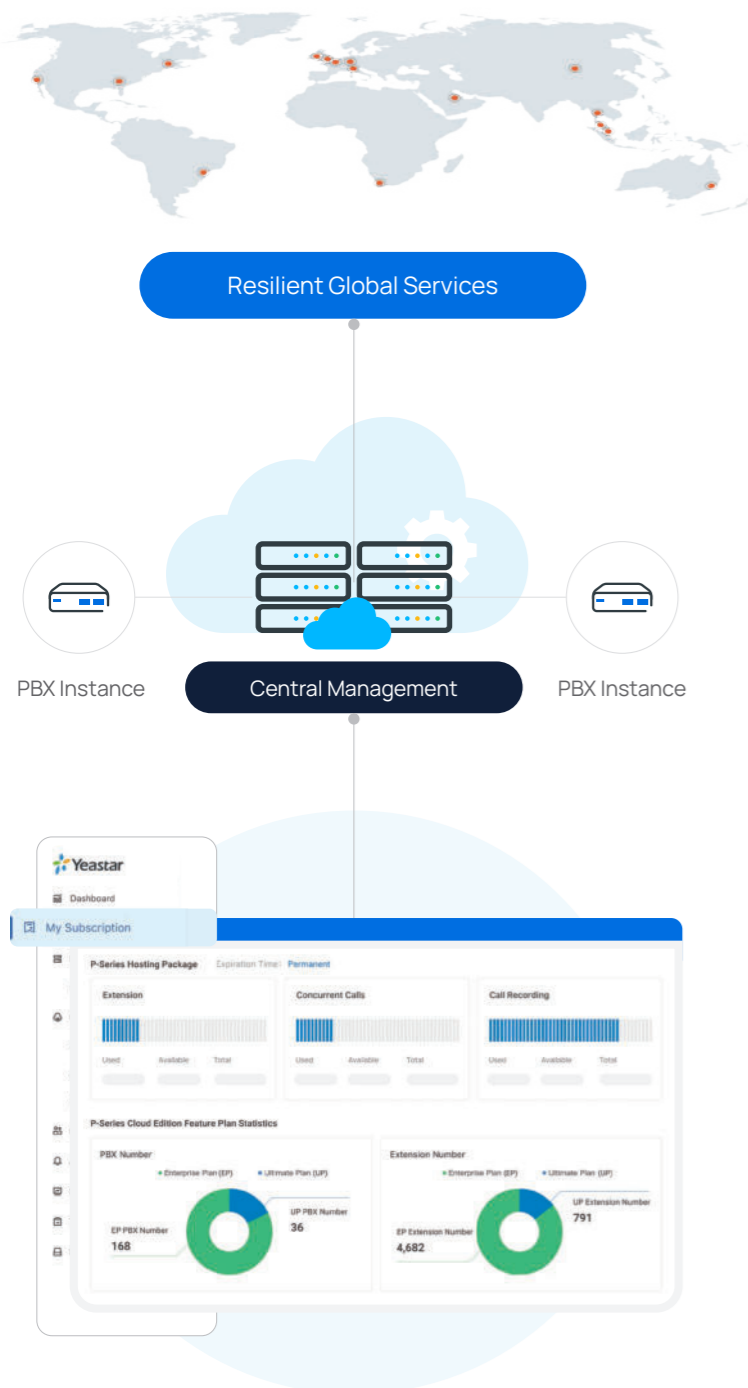 Resilient Global Services
PBX Instance
Central Management
PBX Instance
Yeastar
Dashboard
My Subscription
P-Series Hosting Package Expiration Time: Permanent
Extension Concurrent Calls Call Recording
Used Available Total Used Available Total Used Available Total
P-Series Cloud Edition Feature Plan Statistics
PBX Number Extension Number
Enterprise Plan (EP) Ultimate Plan (UP) Enterprise Plan (EP) Ultimate Plan (UP)
UP PBX Number
36
EP PBX Number
168
UP Extension Number
791
EP Extension Number
4,682